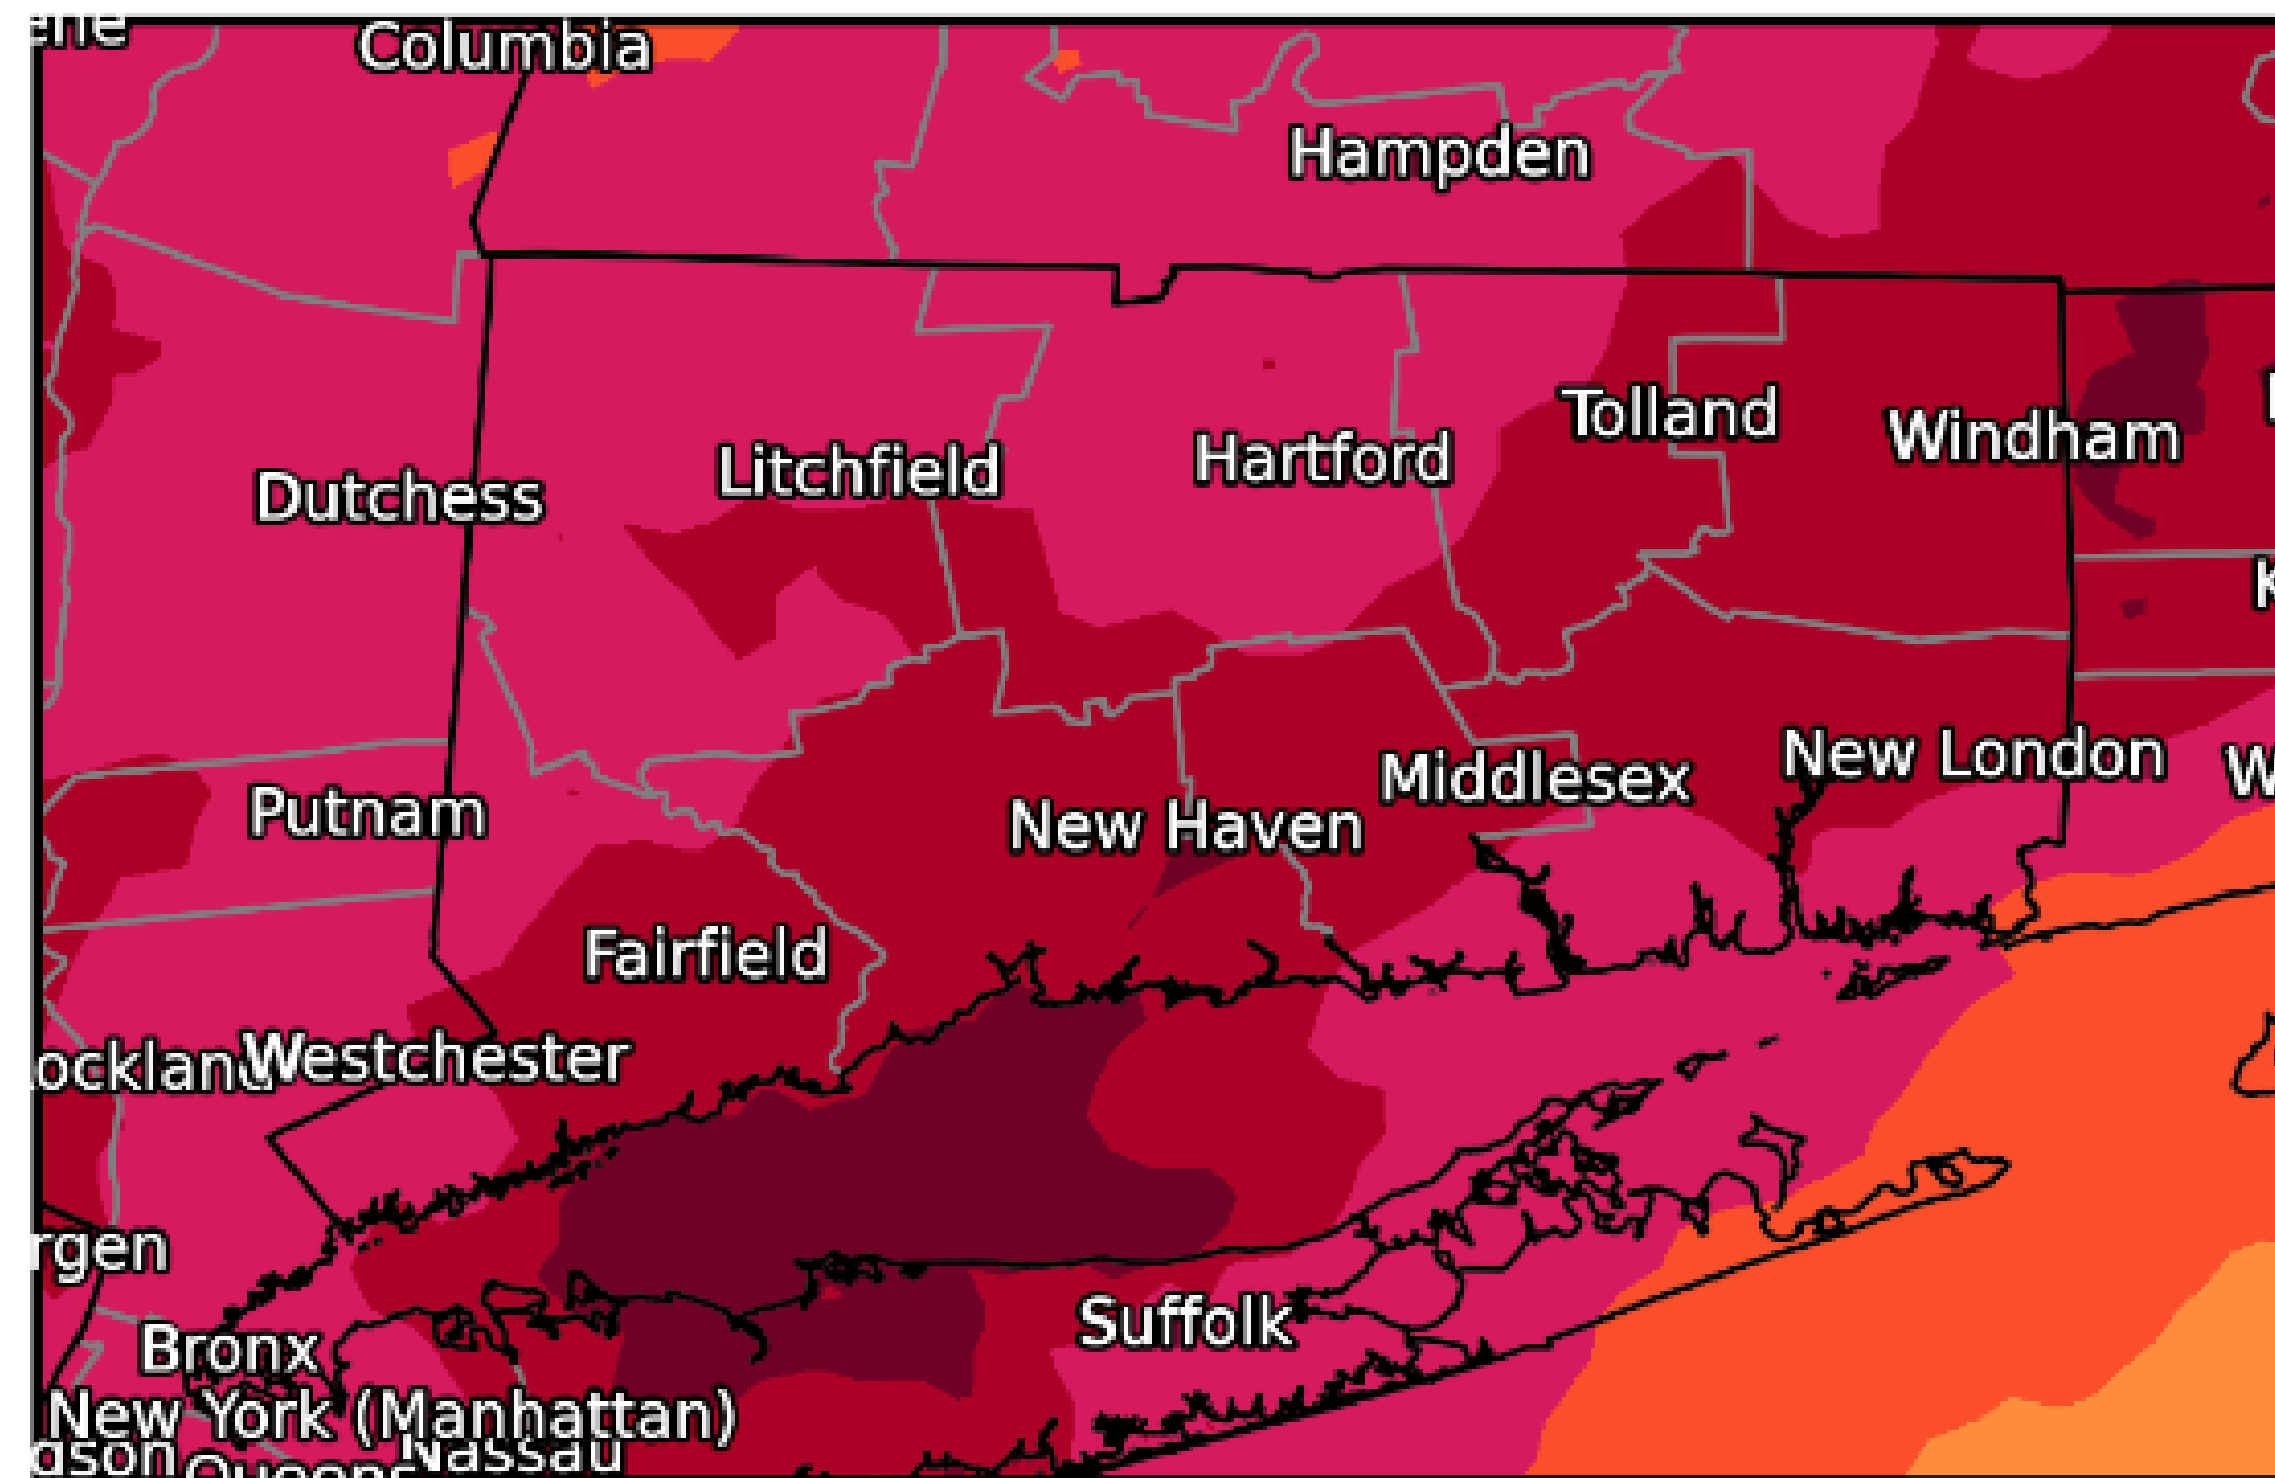 Columbia
Hampden
Tolland
Windham
Hartford
Litchfield
Dutchess
New London
Middlesex
Putnam
New Haven
Fairfield
Westchester
Suffolk
Bronx
New York (Manhattan)
Nassau